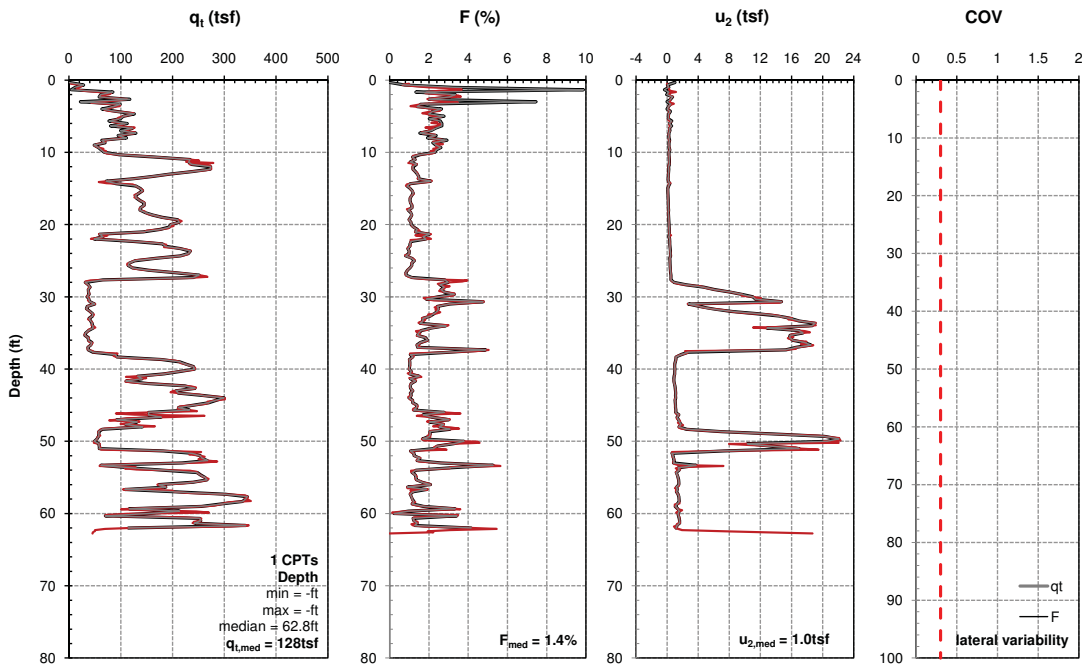 qt (tsf)
F (%)
u2 (tsf)
COV
0 100 200 300 400 500
0 2 4 6 8 10
-4 0 4 8 12 16 20 24
0 0.5 1 1.5 2
Depth (ft)
0
10
20
30
40
50
60
70
80
1 CPTs
Depth
min = -ft
max = -ft
median = 62.8ft
qt,med = 128tsf
0
10
20
30
40
50
60
70
80
Fmed = 1.4%
0
10
20
30
40
50
60
70
80
u2,med = 1.0tsf
0
10
20
30
40
50
60
70
80
90
100
qt
F
lateral variability